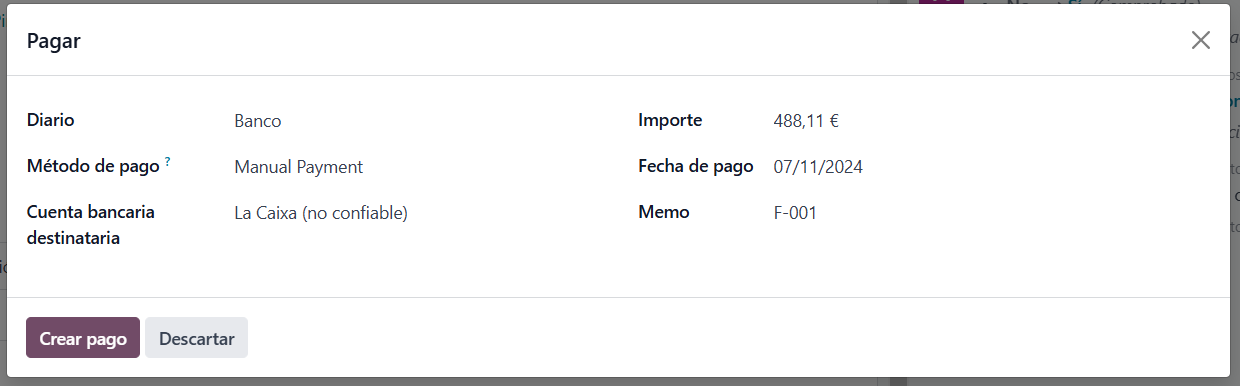 Pagar
Diario Banco Importe 488,11 €
Método de pago ? Manual Payment Fecha de pago 07/11/2024
Cuenta bancaria destinataria La Caixa (no confiable) Memo F-001
Crear pago Descartar